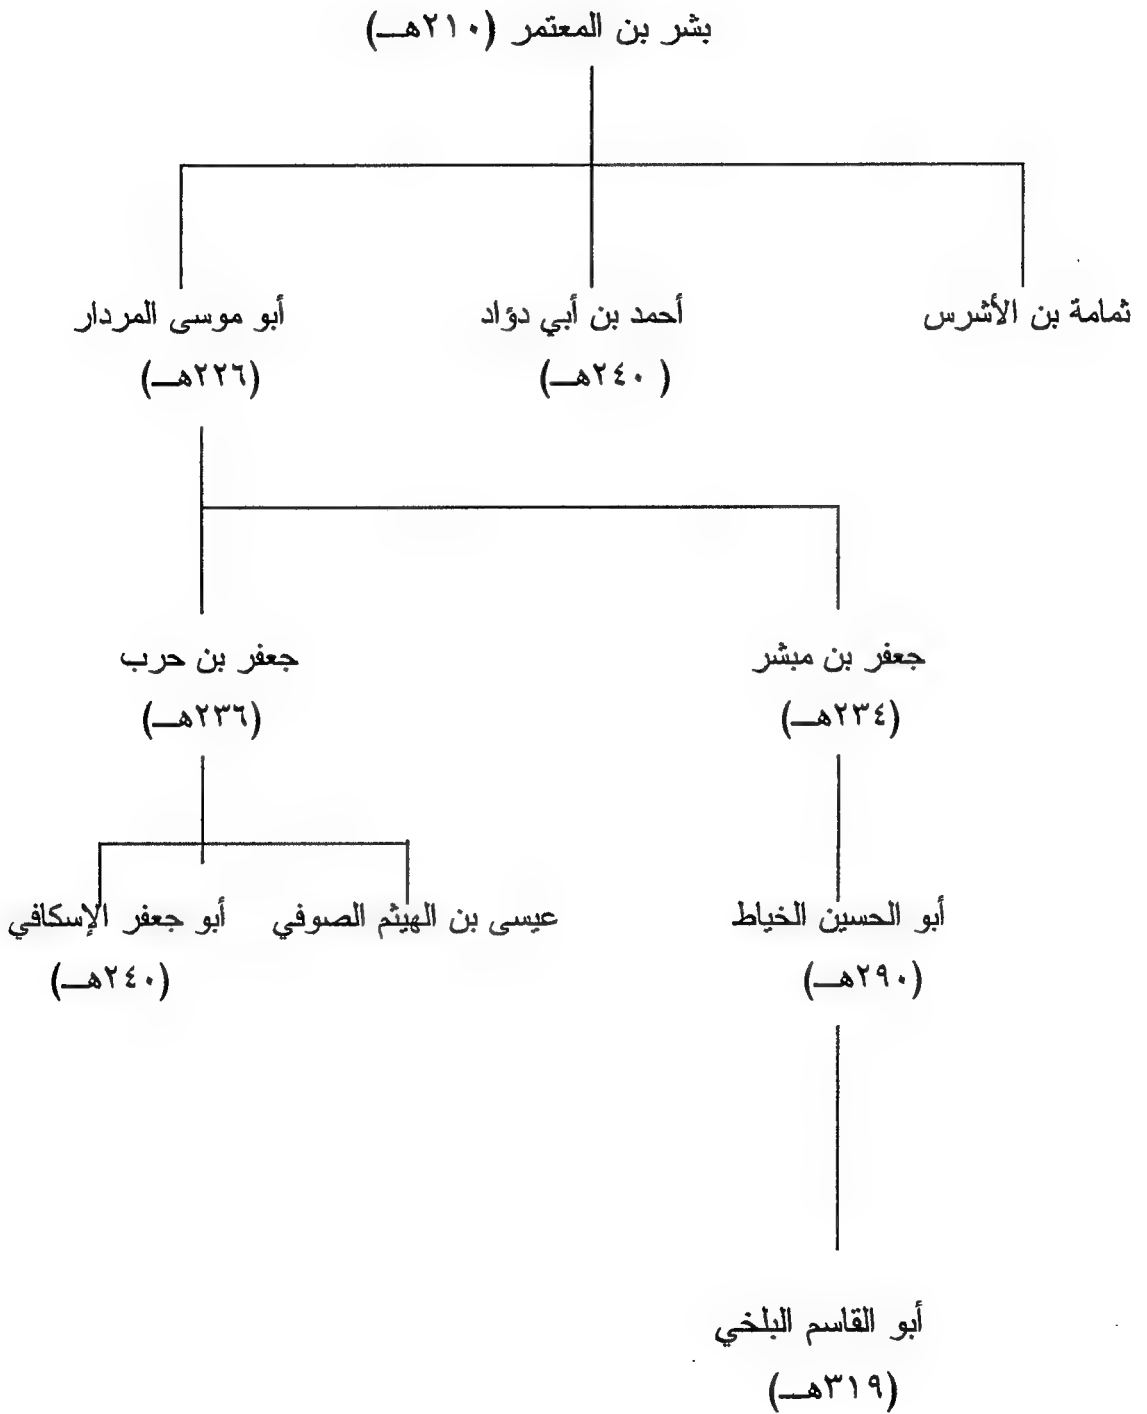 بشر بن المعتمر (٢١٠هـ)
ثمامة بن الأشرس
أحمد بن أبي دؤاد
(٢٤٠هـ)
أبو موسى المردار
(٢٢٦هـ)
جعفر بن مبشر
(٢٣٤هـ)
جعفر بن حرب
(٢٣٦هـ)
أبو الحسين الخياط
(٢٩٠هـ)
عيسى بن الهيثم الصوفي
أبو جعفر الإسكافي
(٢٤٠هـ)
أبو القاسم البلخي
(٣١٩هـ)